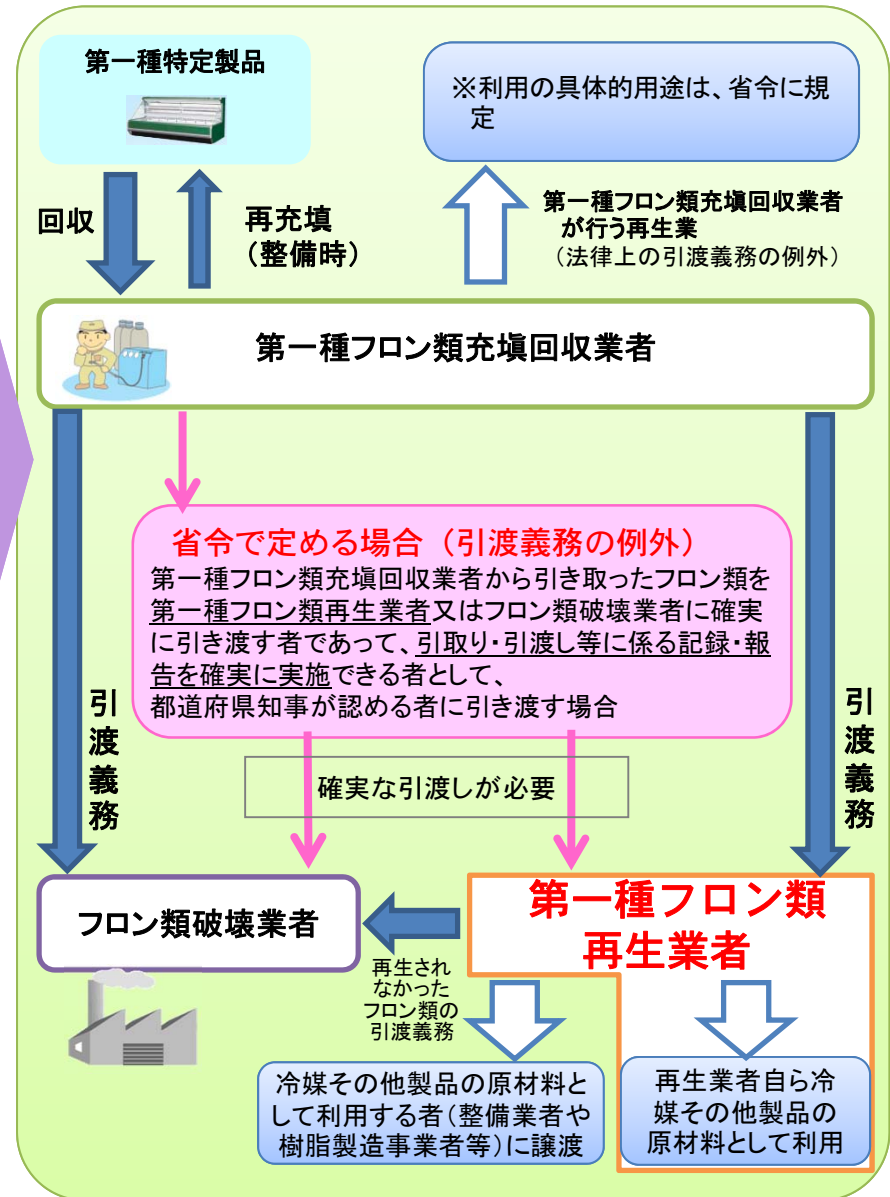 第一種特定製品
※利用の具体的用途は、省令に規
定
回収
再充填
(整備時)
第一種フロン類充塡回収業者
が行う再生業
(法律上の引渡義務の例外)
第一種フロン類充塡回収業者
省令で定める場合(引渡義務の例外)
第一種フロン類充塡回収業者から引き取ったフロン類を
第一種フロン類再生業者又はフロン類破壊業者に確実
に引き渡す者であって、引取り・引渡し等に係る記録・報
告を確実に実施できる者として、
都道府県知事が認める者に引き渡す場合
引渡義務
引渡義務
確実な引渡しが必要
フロン類破壊業者
第一種フロン類
再生業者
再生され
なかった
フロン類の
引渡義務
冷媒その他製品の原材料と
して利用する者(整備業者や
樹脂製造事業者等)に譲渡
再生業者自ら冷
媒その他製品の
原材料として利用